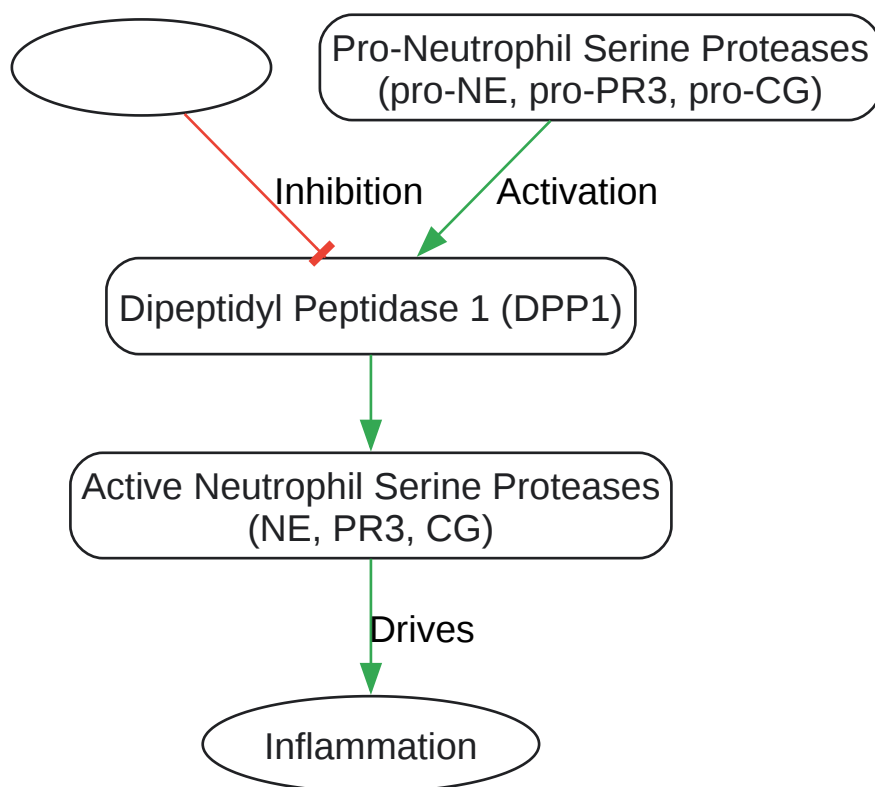 Pro-Neutrophil Serine Proteases
(pro-NE, pro-PR3, pro-CG)
Inhibition
Activation
Dipeptidyl Peptidase 1 (DPP1)
Active Neutrophil Serine Proteases
(NE, PR3, CG)
Drives
Inflammation